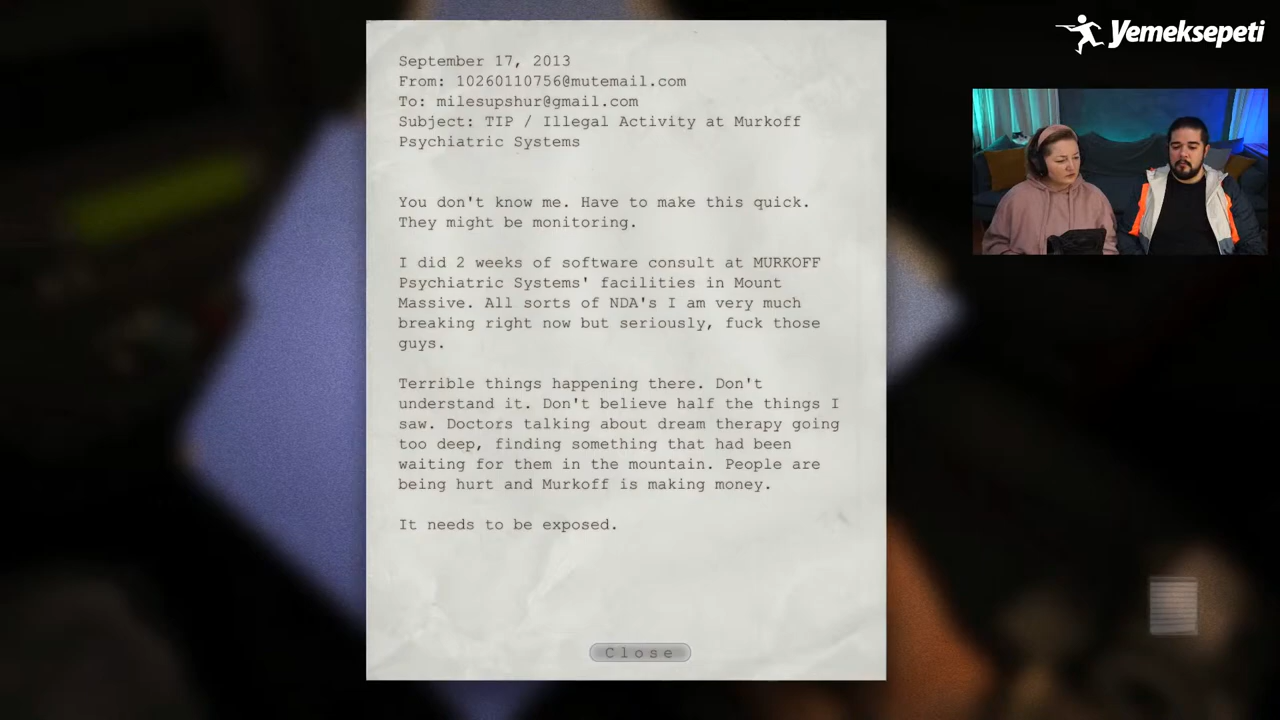 September 17, 2013
From: 10260110756@mutemail.com
To: milesupshur@gmail.com
Subject: TIP / Illegal Activity at Murkoff
Psychiatric Systems
You don't know me. Have to make this quick.
They might be monitoring.
I did 2 weeks of software consult at MURKOFF
Psychiatric Systems' facilities in Mount
Massive. All sorts of NDA's I am very much
breaking right now but seriously, fuck those
guys.
Terrible things happening there. Don't
understand it. Don't believe half the things I
saw. Doctors talking about dream therapy going
too deep, finding something that had been
waiting for them in the mountain. People are
being hurt and Murkoff is making money.
It needs to be exposed.
Close
Yemeksepeti